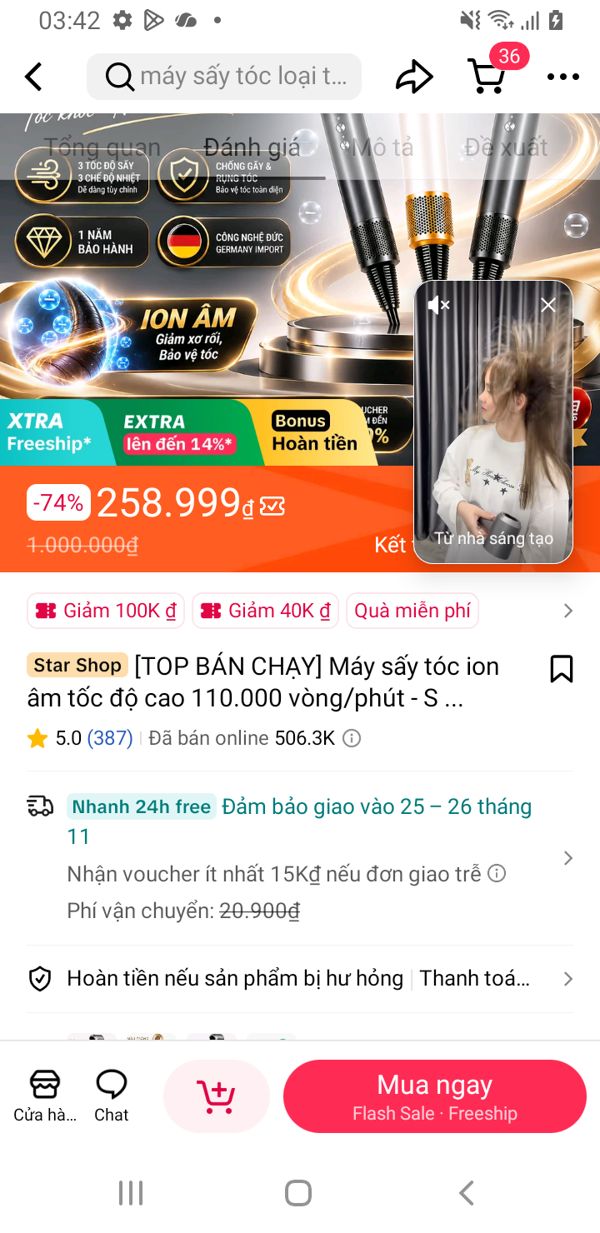 03:42
36
máy sấy tóc loại t...
Tổng quan Đánh giá Mô tả Đề xuất
3 TỐC ĐỘ SẤY
3 CHẾ ĐỘ NHIỆT
Dễ dàng tùy chỉnh
CHỐNG GÃY &
RỤNG TÓC
Bảo vệ tóc toàn diện
1 NĂM
BẢO HÀNH
CÔNG NGHỆ ĐỨC
GERMANY IMPORT
ION ÂM
Giảm xơ rối,
Bảo vệ tóc
XTRA
Freeship*
EXTRA
lên đến 14%*
Bonus
Hoàn tiền
Từ nhà sáng tạo
-74% 258.999₫
1.000.000₫
Kết
Giảm 100K ₫ Giảm 40K ₫ Quà miễn phí
Star Shop [TOP BÁN CHẠY] Máy sấy tóc ion
âm tốc độ cao 110.000 vòng/phút - S ...
5.0 (387) Đã bán online 506.3K
Nhanh 24h free Đảm bảo giao vào 25 – 26 tháng
11
Nhận voucher ít nhất 15K₫ nếu đơn giao trễ
Phí vận chuyển: 20.900₫
Hoàn tiền nếu sản phẩm bị hư hỏng Thanh toá...
Cửa hà... Chat
Mua ngay
Flash Sale · Freeship